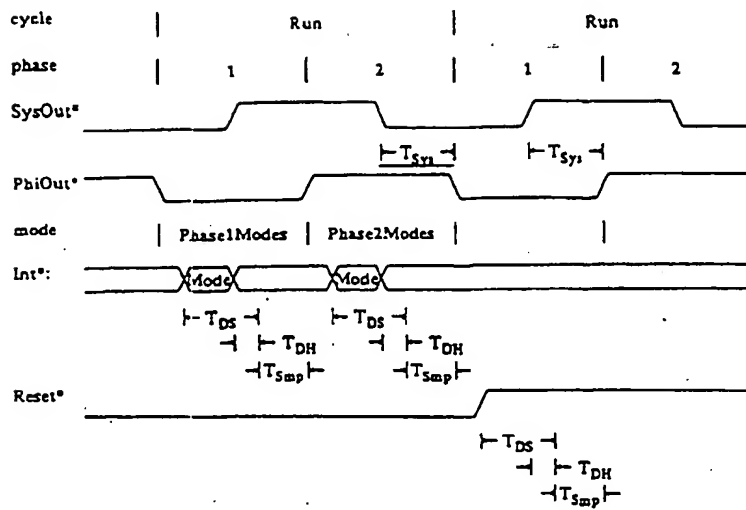 cycle Run Run
phase 1 2 1 2
SysOut*
T_Sys T_Sys
PhiOut*
mode Phase1Modes Phase2Modes
Int*: Mode Mode
T_DS T_DS
T_DH T_DH
T_Smp T_Smp
Reset*
T_DS
T_DH
T_Smp